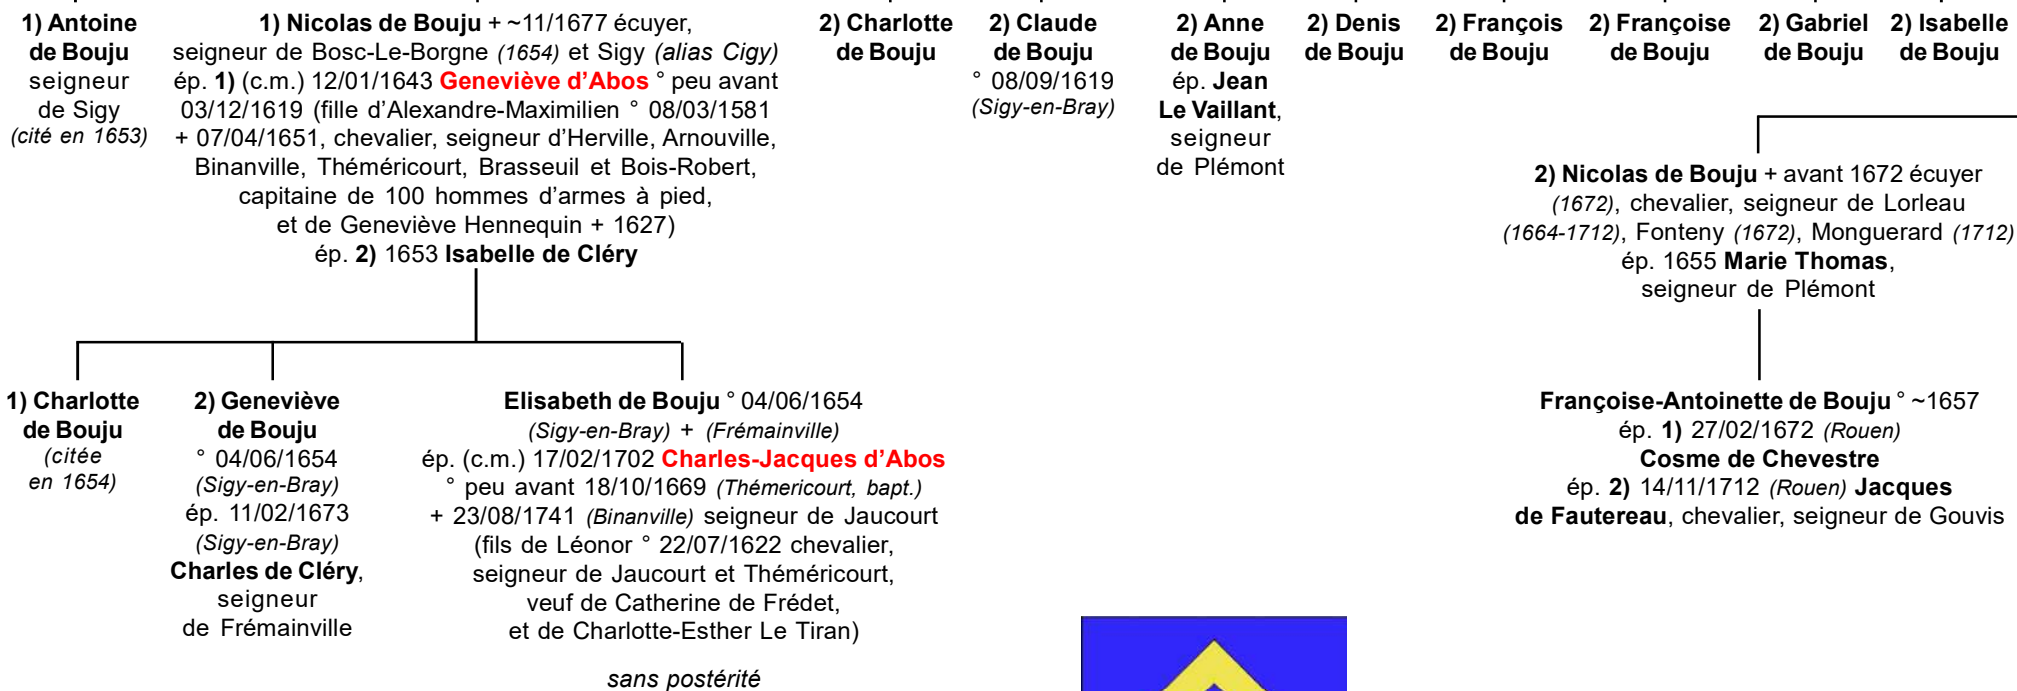 1) Antoine
de Bouju
seigneur
de Sigy
(cité en 1653)
1) Nicolas de Bouju + ~11/1677 écuyer,
seigneur de Bosc-Le-Borgne (1654) et Sigy (alias Cigy)
ép. 1) (c.m.) 12/01/1643 Geneviève d'Abos ° peu avant
03/12/1619 (fille d'Alexandre-Maximilien ° 08/03/1581
+ 07/04/1651, chevalier, seigneur d'Herville, Arnouville,
Binanville, Théméricourt, Brasseuil et Bois-Robert,
capitaine de 100 hommes d'armes à pied,
et de Geneviève Hennequin + 1627)
ép. 2) 1653 Isabelle de Cléry
2) Charlotte
de Bouju
2) Claude
de Bouju
° 08/09/1619
(Sigy-en-Bray)
2) Anne
de Bouju
ép. Jean
Le Vaillant,
seigneur
de Plémont
2) Denis
de Bouju
2) François
de Bouju
2) Françoise
de Bouju
2) Gabriel
de Bouju
2) Isabelle
de Bouju
2) Nicolas de Bouju + avant 1672 écuyer
(1672), chevalier, seigneur de Lorleau
(1664-1712), Fonteny (1672), Monguerard (1712)
ép. 1655 Marie Thomas,
seigneur de Plémont
1) Charlotte
de Bouju
(citée
en 1654)
2) Geneviève
de Bouju
° 04/06/1654
(Sigy-en-Bray)
ép. 11/02/1673
(Sigy-en-Bray)
Charles de Cléry,
seigneur
de Frémainville
Elisabeth de Bouju ° 04/06/1654
(Sigy-en-Bray) + (Frémainville)
ép. (c.m.) 17/02/1702 Charles-Jacques d'Abos
° peu avant 18/10/1669 (Thémericourt, bapt.)
+ 23/08/1741 (Binanville) seigneur de Jaucourt
(fils de Léonor ° 22/07/1622 chevalier,
seigneur de Jaucourt et Théméricourt,
veuf de Catherine de Frédet,
et de Charlotte-Esther Le Tiran)
sans postérité
Françoise-Antoinette de Bouju ° ~1657
ép. 1) 27/02/1672 (Rouen)
Cosme de Chevestre
ép. 2) 14/11/1712 (Rouen) Jacques
de Fautereau, chevalier, seigneur de Gouvis